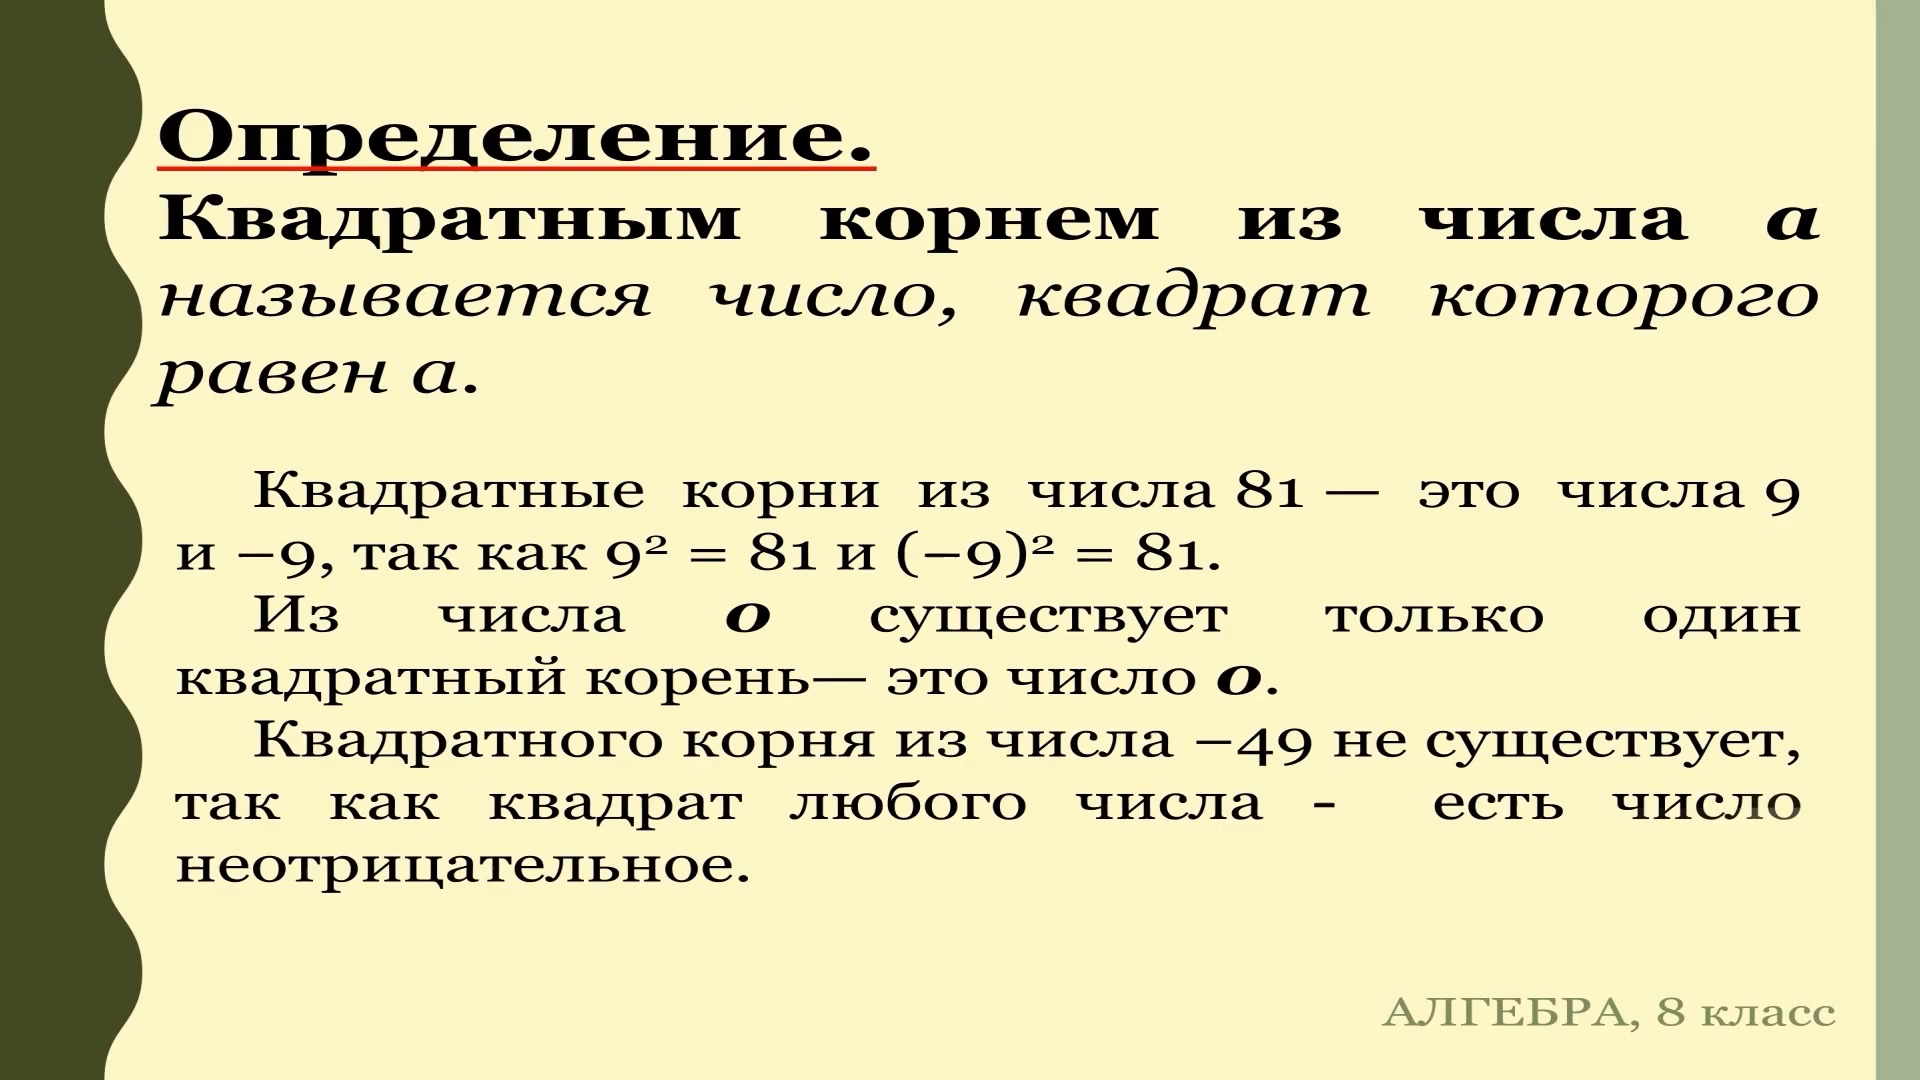 Определение.
Квадратным корнем из числа а
называется число, квадрат которого
равен а.
Квадратные корни из числа 81 — это числа 9
и −9, так как 9² = 81 и (−9)² = 81.
Из числа 0 существует только один
квадратный корень— это число 0.
Квадратного корня из числа −49 не существует,
так как квадрат любого числа - есть число
неотрицательное.
АЛГЕБРА, 8 класс